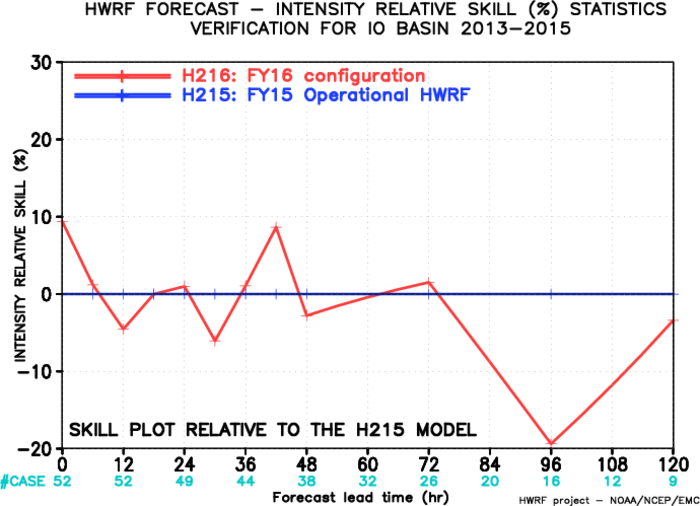 HWRF FORECAST – INTENSITY RELATIVE SKILL (%) STATISTICS
VERIFICATION FOR IO BASIN 2013–2015
H216: FY16 configuration
H215: FY15 Operational HWRF
INTENSITY RELATIVE SKILL (%)
30
20
10
0
–10
–20
SKILL PLOT RELATIVE TO THE H215 MODEL
0 12 24 36 48 60 72 84 96 108 120
#CASE 52 52 49 44 38 32 26 20 16 12 9
Forecast lead time (hr)
HWRF project – NOAA/NCEP/EMC